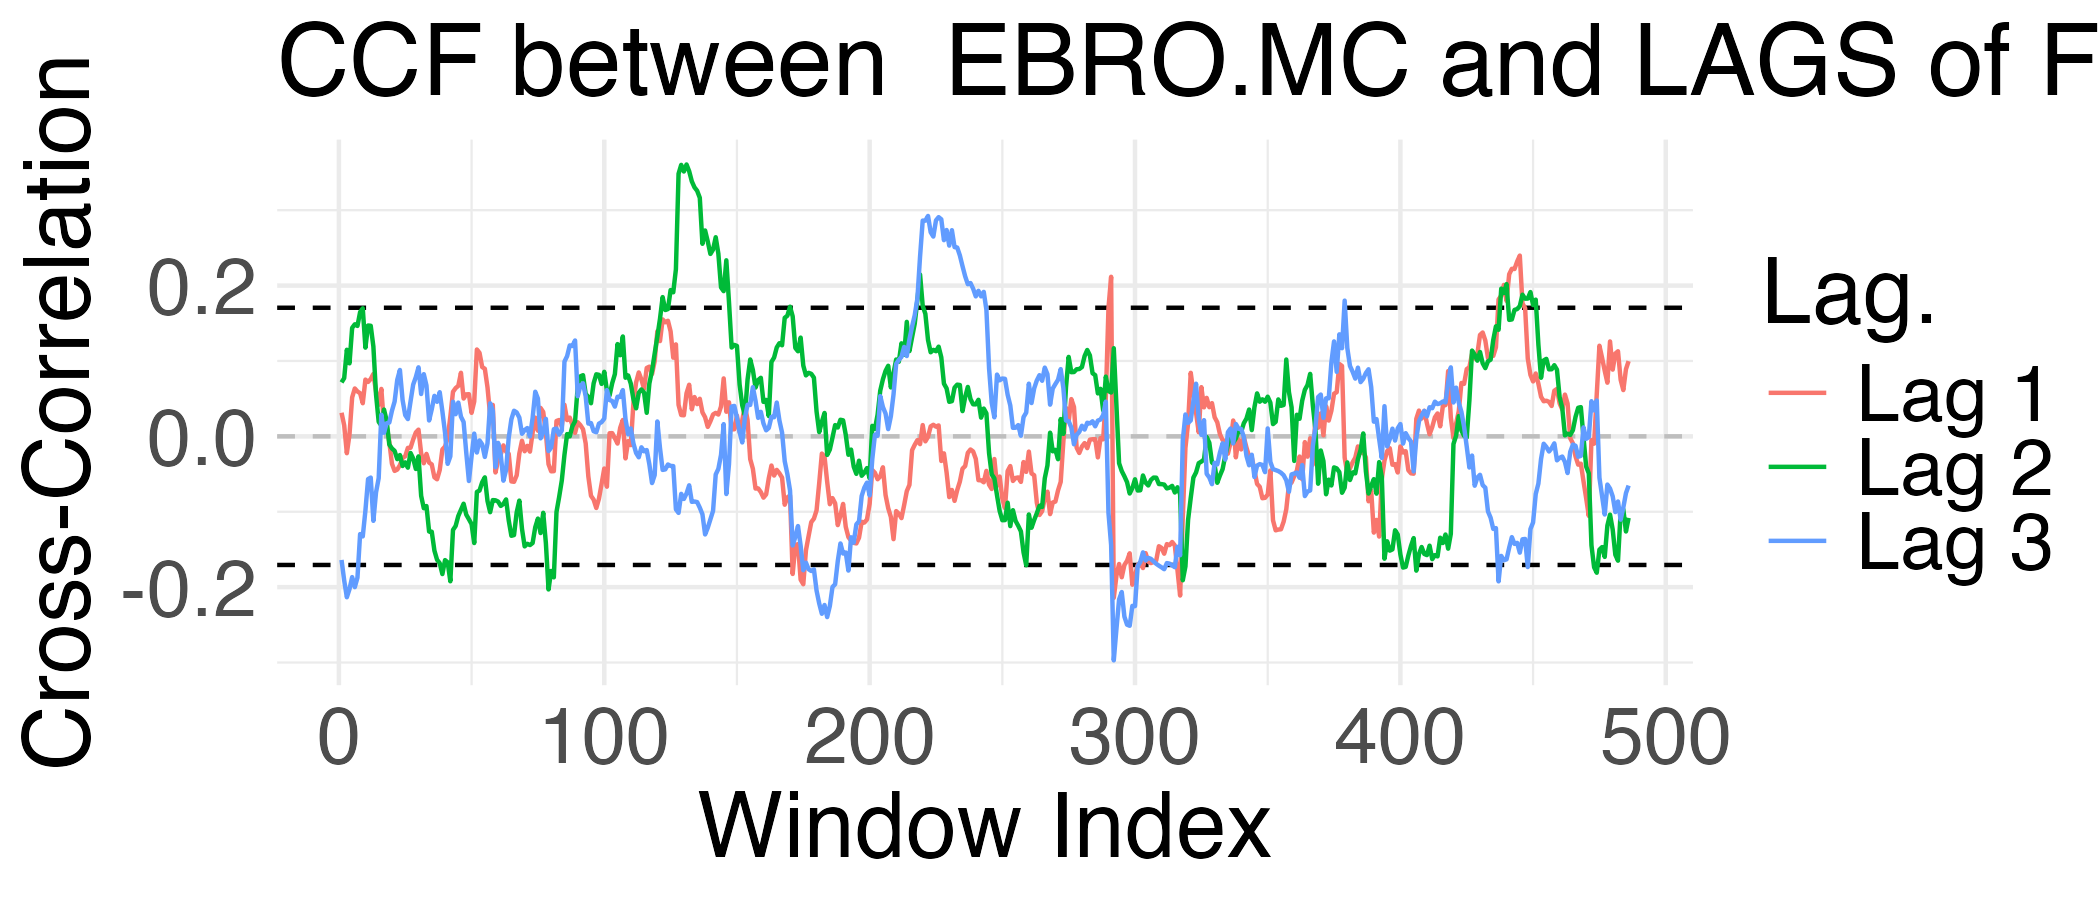 CCF between EBRO.MC and LAGS of F
Cross-Correlation
0.2
0.0
-0.2
0
100
200
300
400
500
Window Index
Lag.
Lag 1
Lag 2
Lag 3